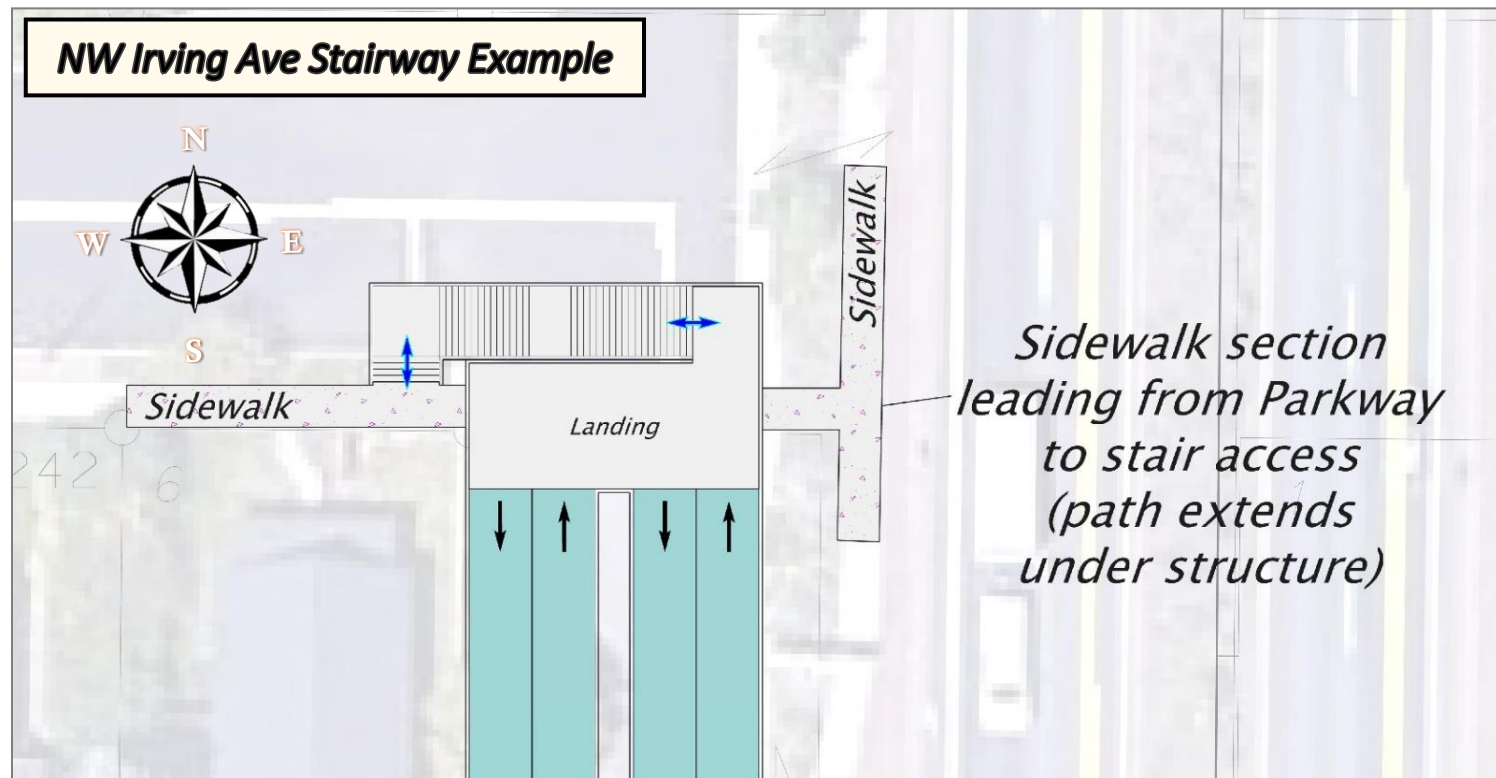 NW Irving Ave Stairway Example
N
W
E
S
Sidewalk
Sidewalk
Landing
Sidewalk section
leading from Parkway
to stair access
(path extends
under structure)
242
6
1